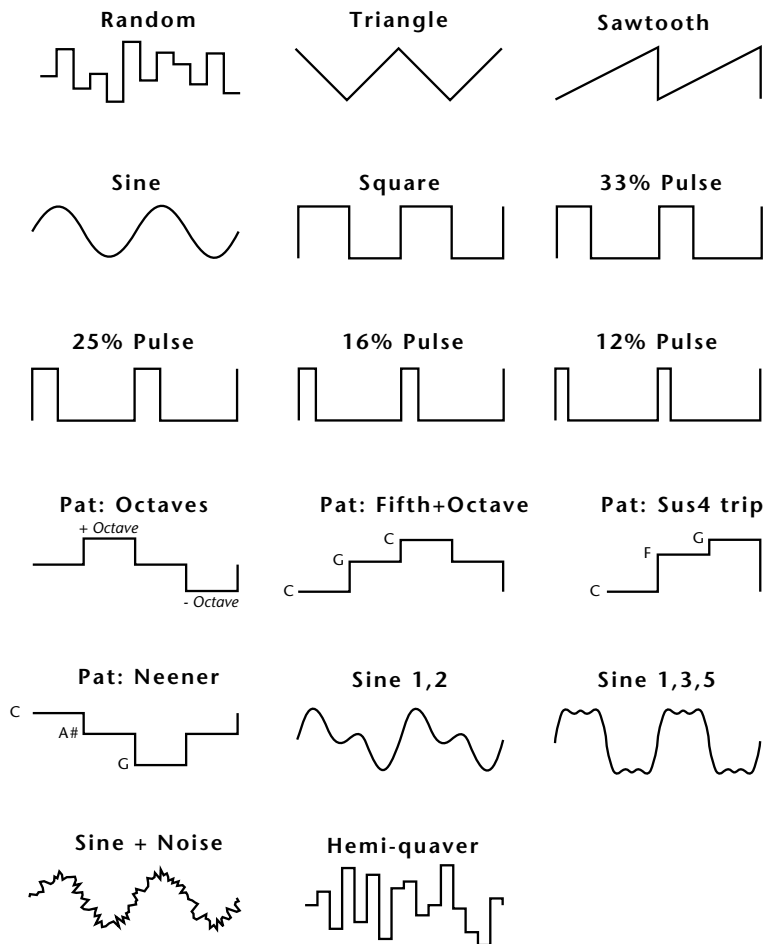 Random
Triangle
Sawtooth
Sine
Square
33% Pulse
25% Pulse
16% Pulse
12% Pulse
Pat: Octaves
+ Octave
- Octave
Pat: Fifth+Octave
C
G
C
Pat: Sus4 trip
G
F
C
Pat: Neener
C
A#
G
Sine 1,2
Sine 1,3,5
Sine + Noise
Hemi-quaver